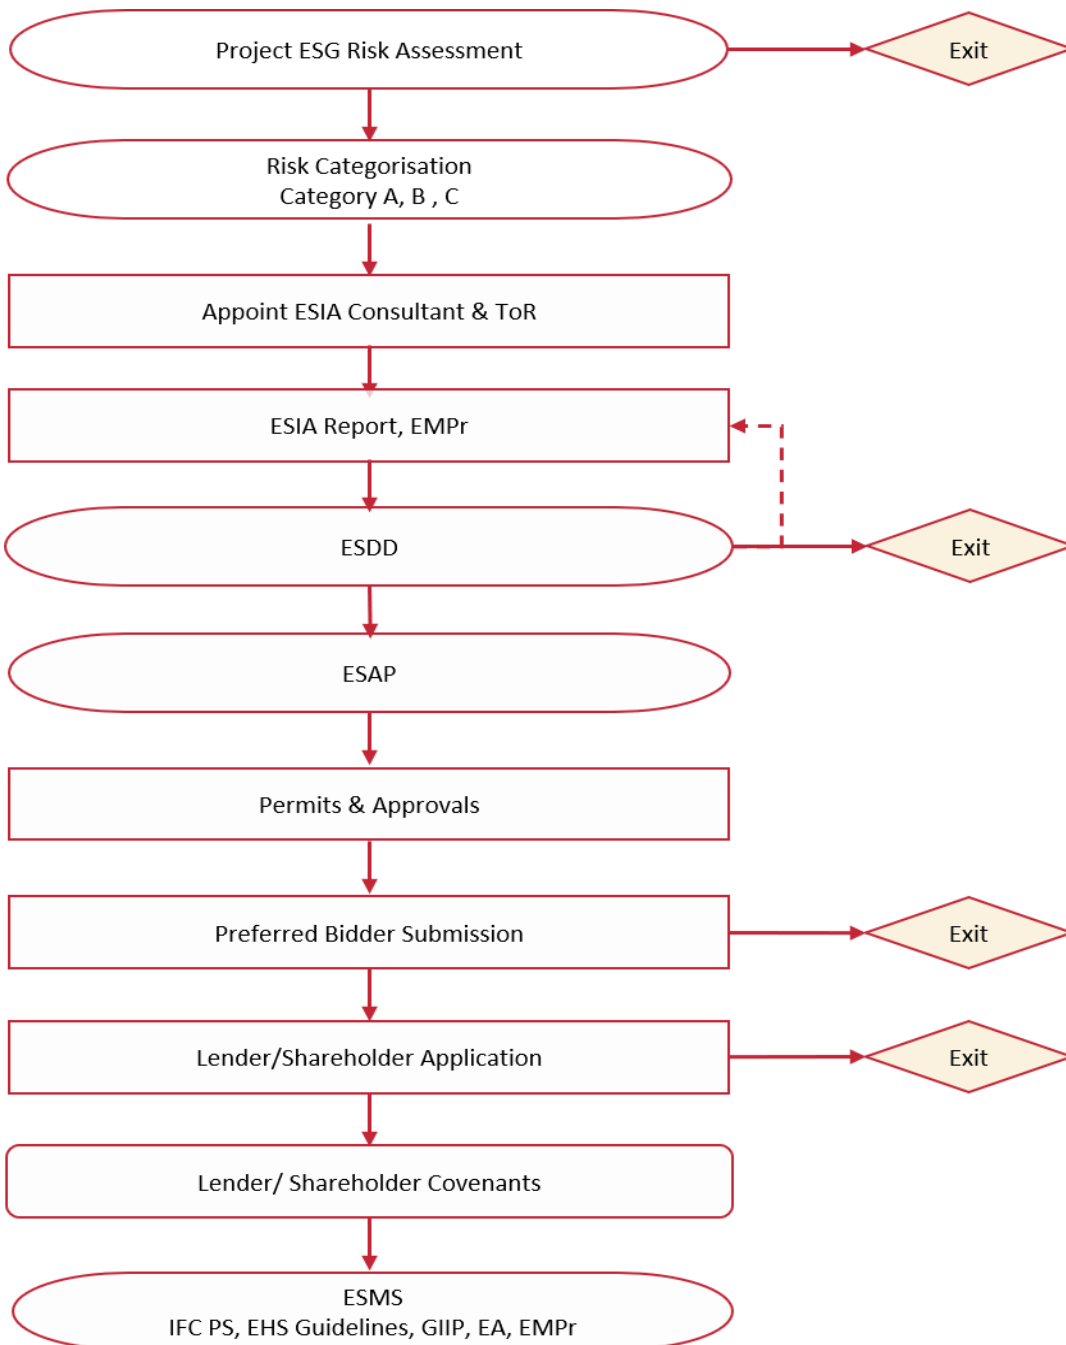 Project ESG Risk Assessment
Exit
Risk Categorisation
Category A, B , C
Appoint ESIA Consultant & ToR
ESIA Report, EMPr
ESDD
Exit
ESAP
Permits & Approvals
Preferred Bidder Submission
Exit
Lender/Shareholder Application
Exit
Lender/ Shareholder Covenants
ESMS
IFC PS, EHS Guidelines, GIIP, EA, EMPr